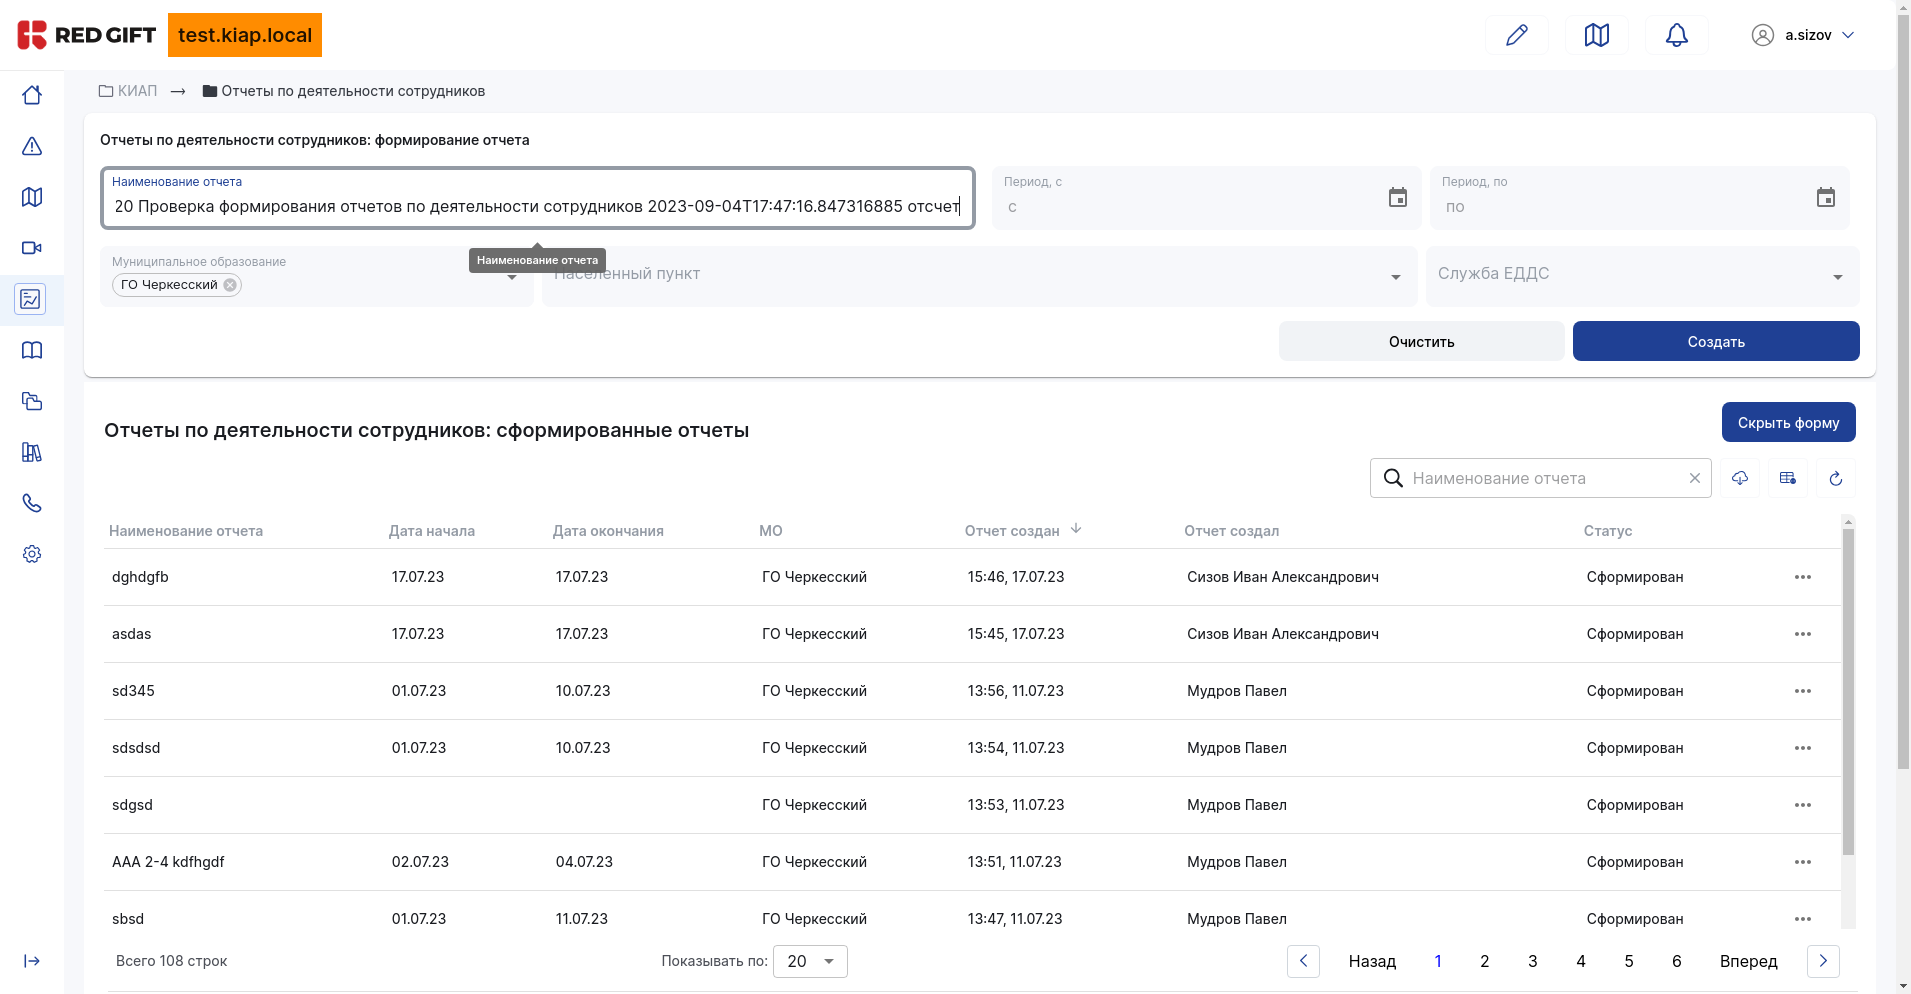 RED GIFT
test.kiap.local
a.sizov
КИАП → Отчеты по деятельности сотрудников
Отчеты по деятельности сотрудников: формирование отчета
Наименование отчета
20 Проверка формирования отчетов по деятельности сотрудников 2023-09-04T17:47:16.847316885 отсчет
Период, с
с
Период, по
по
Наименование отчета
Муниципальное образование
ГО Черкесский
Населенный пункт
Служба ЕДДС
Очистить
Создать
Отчеты по деятельности сотрудников: сформированные отчеты
Скрыть форму
Наименование отчета
Наименование отчета Дата начала Дата окончания МО Отчет создан Отчет создал Статус
dghdgfb 17.07.23 17.07.23 ГО Черкесский 15:46, 17.07.23 Сизов Иван Александрович Сформирован
asdas 17.07.23 17.07.23 ГО Черкесский 15:45, 17.07.23 Сизов Иван Александрович Сформирован
sd345 01.07.23 10.07.23 ГО Черкесский 13:56, 11.07.23 Мудров Павел Сформирован
sdsdsd 01.07.23 10.07.23 ГО Черкесский 13:54, 11.07.23 Мудров Павел Сформирован
sdgsd ГО Черкесский 13:53, 11.07.23 Мудров Павел Сформирован
AAA 2-4 kdfhgdf 02.07.23 04.07.23 ГО Черкесский 13:51, 11.07.23 Мудров Павел Сформирован
sbsd 01.07.23 11.07.23 ГО Черкесский 13:47, 11.07.23 Мудров Павел Сформирован
Всего 108 строк Показывать по: 20 Назад 1 2 3 4 5 6 Вперед